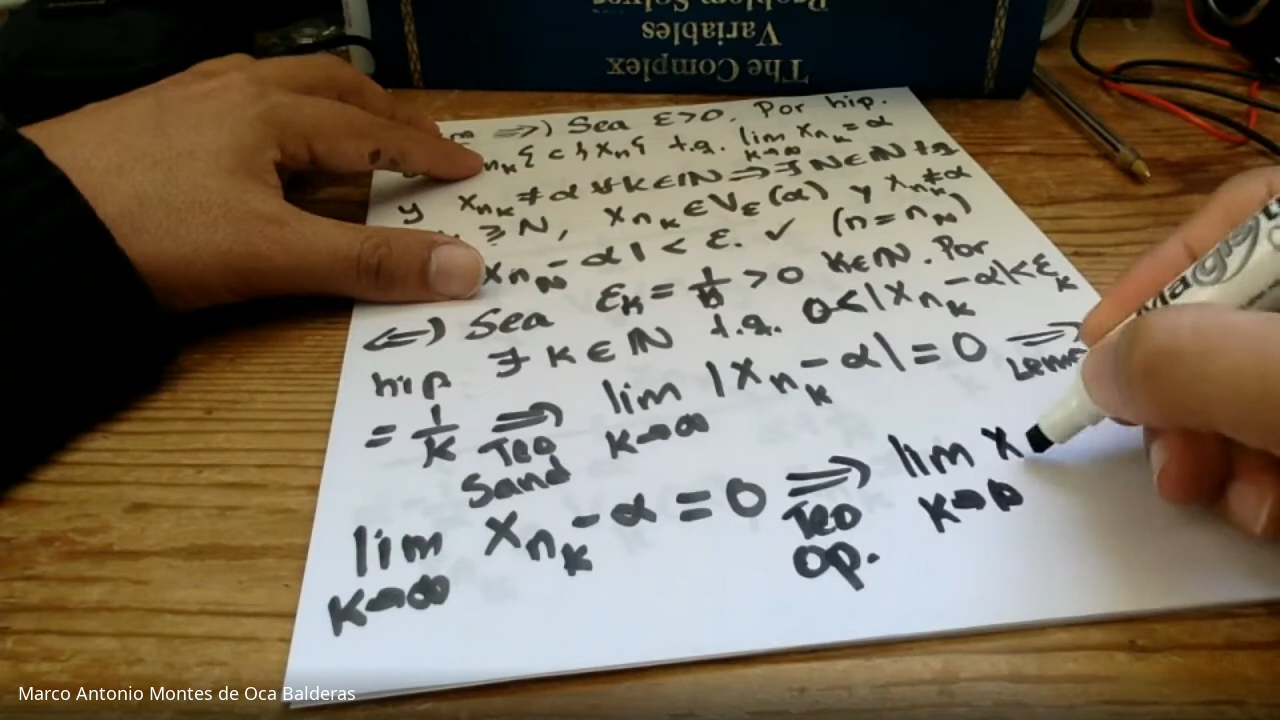 The Complex
Variables
Problem Solver
⇒) Sea ε>0. Por hip.
n_k} ⊂ {x_n} t.q. lim_{k→∞} x_{n_k} = α
y x_{n_k} ≠ α ∀k∈ℕ ⇒ ∃ N∈ℕ t.q.
≥ N, x_{n_k} ∈ V_ε(α) y x_{n_k} ≠ α
x_{n_N} - α| < ε. ✓ (n = n_N)
⇐) Sea ε_k = 1/k > 0 k∈ℕ. Por
hip ∃ k∈ℕ t.q. 0<|x_{n_k} - α|<ε_k
= 1/k ⇒ Teo Sand lim_{k→∞} |x_{n_k} - α| = 0 ⇒ Lema
lim_{k→∞} x_{n_k} - α = 0 ⇒ Teo Op. lim_{k→∞} x
Magic
Marco Antonio Montes de Oca Balderas